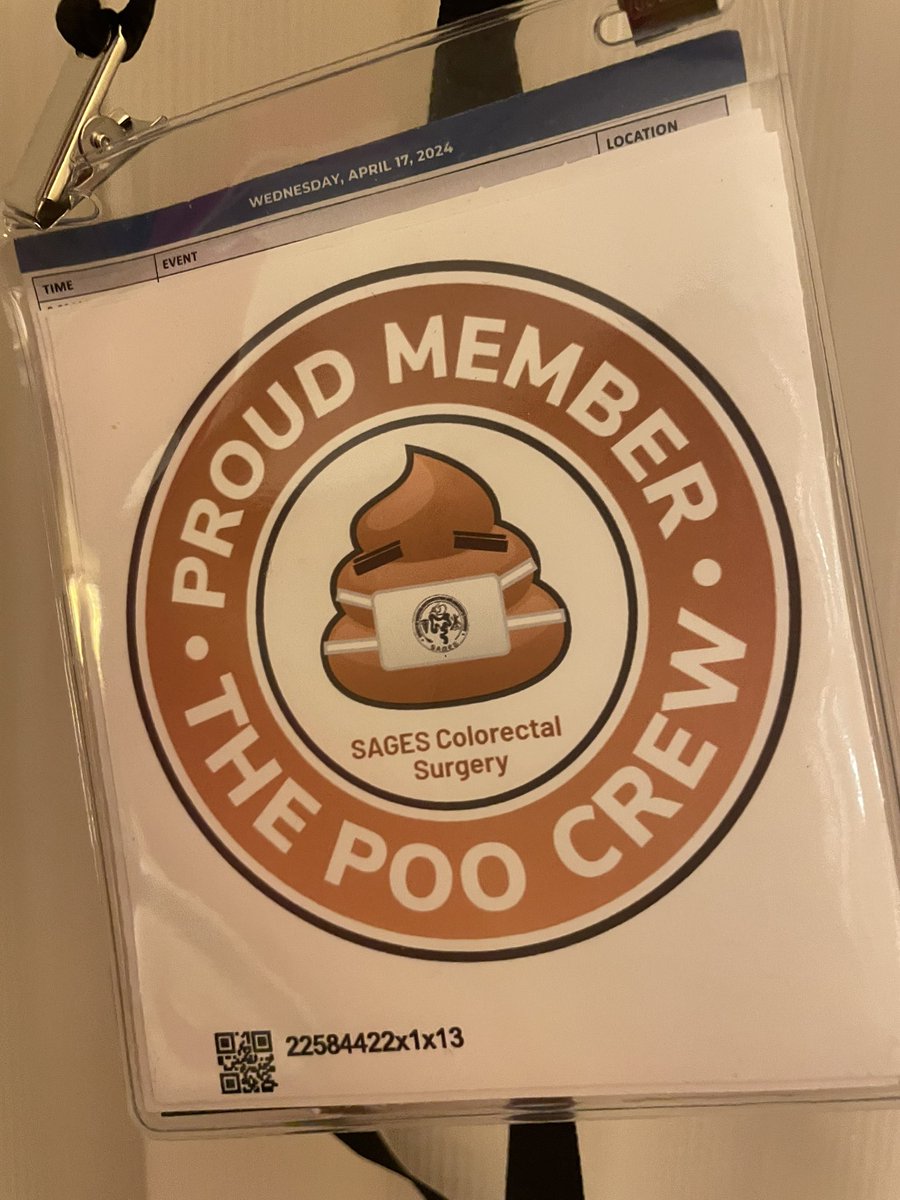 WEDNESDAY, APRIL 17, 2024
TIME
EVENT
LOCATION
PROUD MEMBER
• THE POO CREW •
SAGES
SAGES Colorectal
Surgery
22584422x1x13